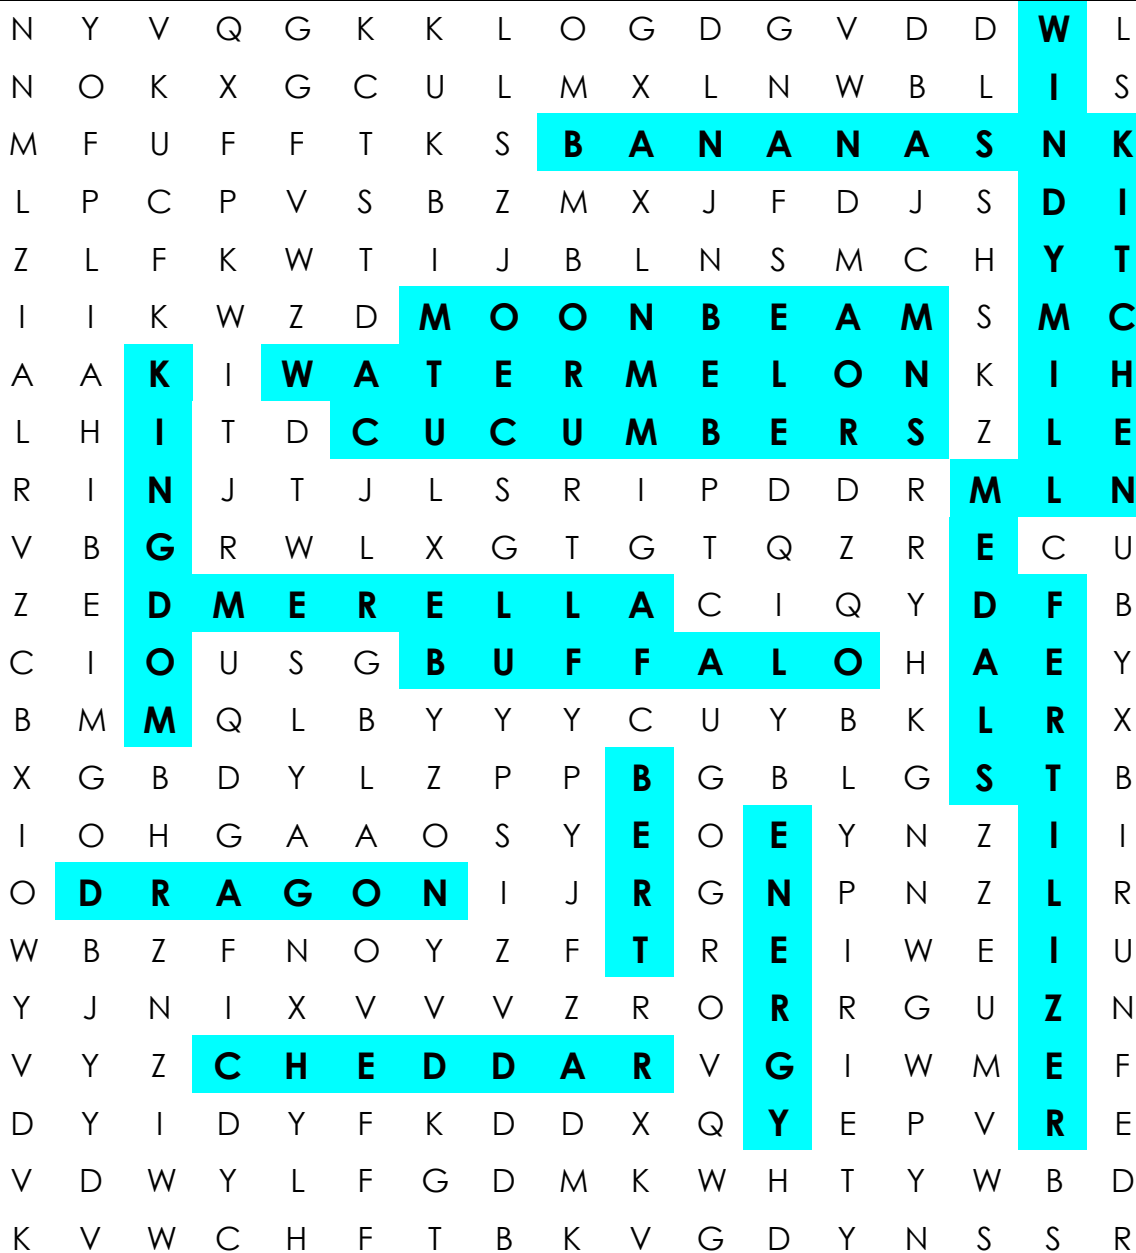 N Y V Q G K K L O G D G V D D W L
N O K X G C U L M X L N W B L I S
M F U F F T K S B A N A N A S N K
L P C P V S B Z M X J F D J S D I
Z L F K W T I J B L N S M C H Y T
I I K W Z D M O O N B E A M S M C
A A K I W A T E R M E L O N K I H
L H I T D C U C U M B E R S Z L E
R I N J T J L S R I P D D R M L N
V B G R W L X G T G T Q Z R E C U
Z E D M E R E L L A C I Q Y D F B
C I O U S G B U F F A L O H A E Y
B M M Q L B Y Y Y C U Y B K L R X
X G B D Y L Z P P B G B L G S T B
I O H G A A O S Y E O E Y N Z I I
O D R A G O N I J R G N P N Z L R
W B Z F N O Y Z F T R E I W E I U
Y J N I X V V V Z R O R R G U Z N
V Y Z C H E D D A R V G I W M E F
D Y I D Y F K D D X Q Y E P V R E
V D W Y L F G D M K W H T Y W B D
K V W C H F T B K V G D Y N S S R